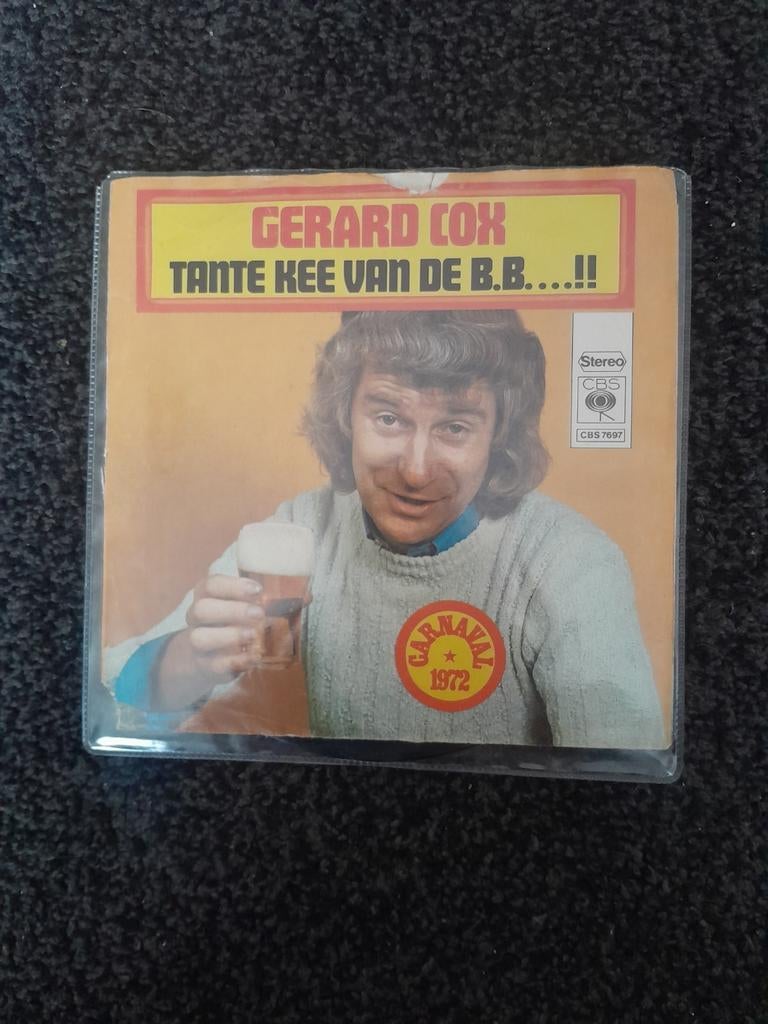 GERARD COX
TANTE KEE VAN DE B.B....!!
Stereo
CBS
CBS 7697
CARNAVAL
1972